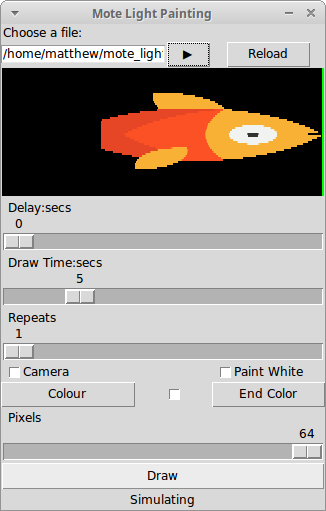 Mote Light Painting
Choose a file:
/home/matthew/mote_light
Reload
Delay:secs
0
Draw Time:secs
5
Repeats
1
Camera
Paint White
Colour
End Color
Pixels
64
Draw
Simulating